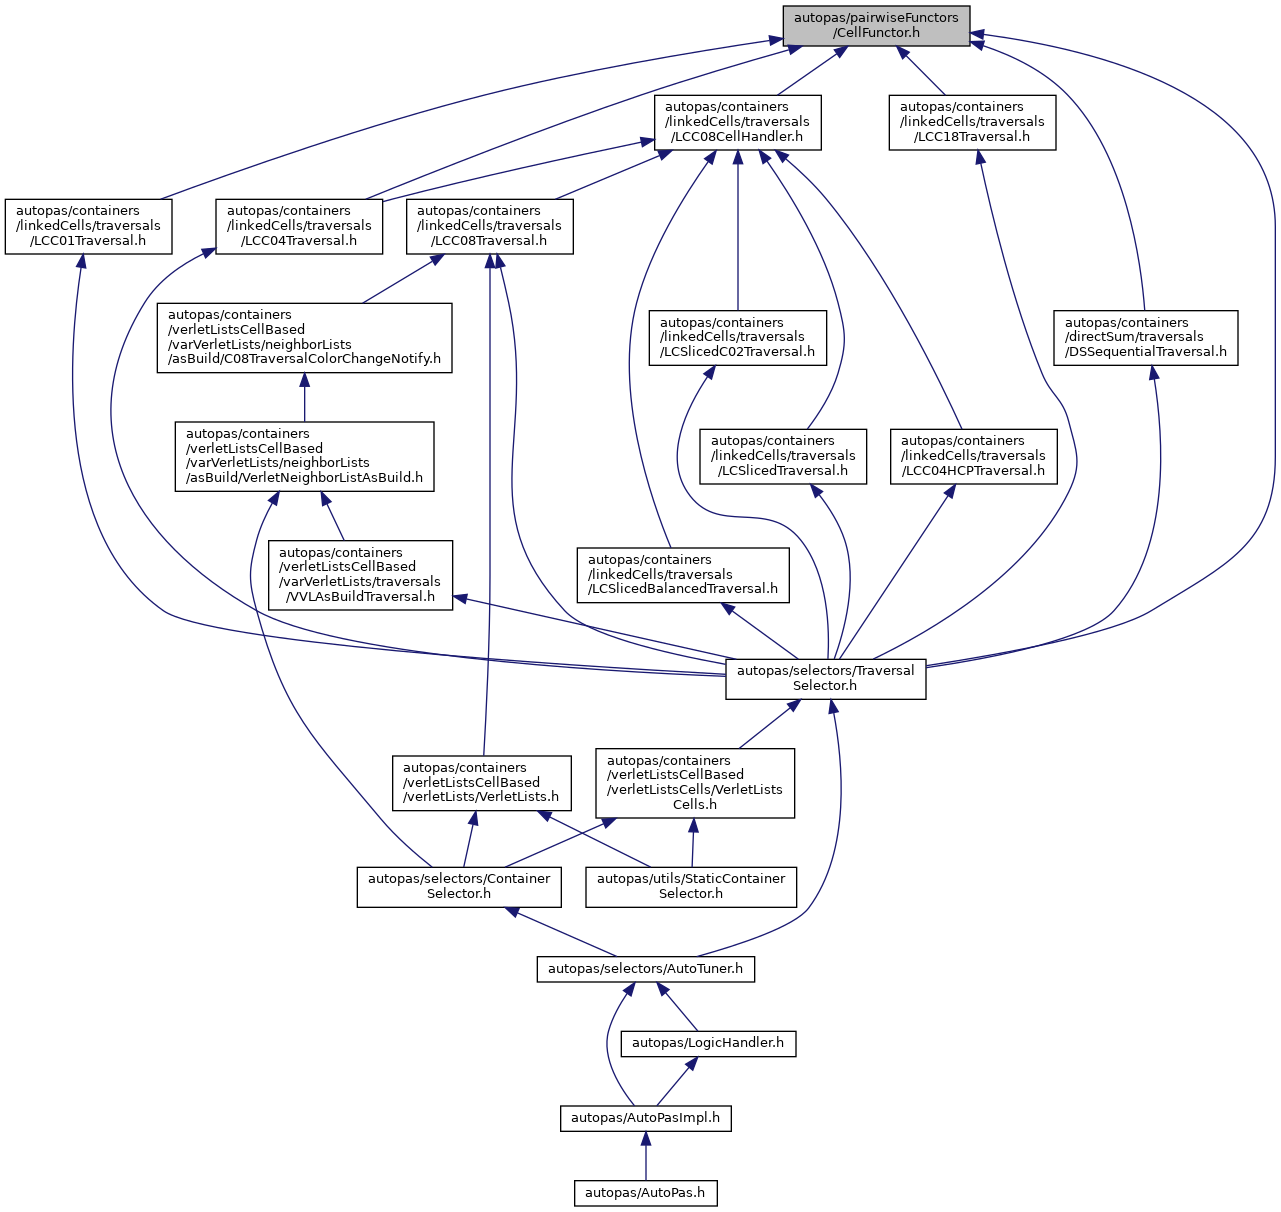 autopas/pairwiseFunctors
/CellFunctor.h
autopas/containers
/linkedCells/traversals
/LCC08CellHandler.h
autopas/containers
/linkedCells/traversals
/LCC18Traversal.h
autopas/containers
/linkedCells/traversals
/LCC01Traversal.h
autopas/containers
/linkedCells/traversals
/LCC04Traversal.h
autopas/containers
/linkedCells/traversals
/LCC08Traversal.h
autopas/containers
/verletListsCellBased
/varVerletLists/neighborLists
/asBuild/C08TraversalColorChangeNotify.h
autopas/containers
/linkedCells/traversals
/LCSlicedC02Traversal.h
autopas/containers
/directSum/traversals
/DSSequentialTraversal.h
autopas/containers
/verletListsCellBased
/varVerletLists/neighborLists
/asBuild/VerletNeighborListAsBuild.h
autopas/containers
/linkedCells/traversals
/LCSlicedTraversal.h
autopas/containers
/linkedCells/traversals
/LCC04HCPTraversal.h
autopas/containers
/verletListsCellBased
/varVerletLists/traversals
/VVLAsBuildTraversal.h
autopas/containers
/linkedCells/traversals
/LCSlicedBalancedTraversal.h
autopas/selectors/Traversal
Selector.h
autopas/containers
/verletListsCellBased
/verletLists/VerletLists.h
autopas/containers
/verletListsCellBased
/verletListsCells/VerletLists
Cells.h
autopas/selectors/Container
Selector.h
autopas/utils/StaticContainer
Selector.h
autopas/selectors/AutoTuner.h
autopas/LogicHandler.h
autopas/AutoPasImpl.h
autopas/AutoPas.h